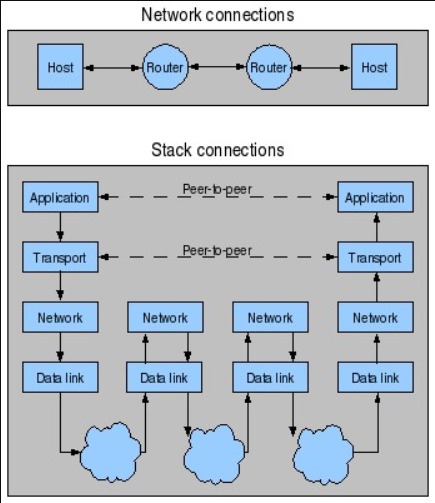 Network connections
Host Router Router Host
Stack connections
Application Peer-to-peer Application
Transport Peer-to-peer Transport
Network Network Network Network
Data link Data link Data link Data link